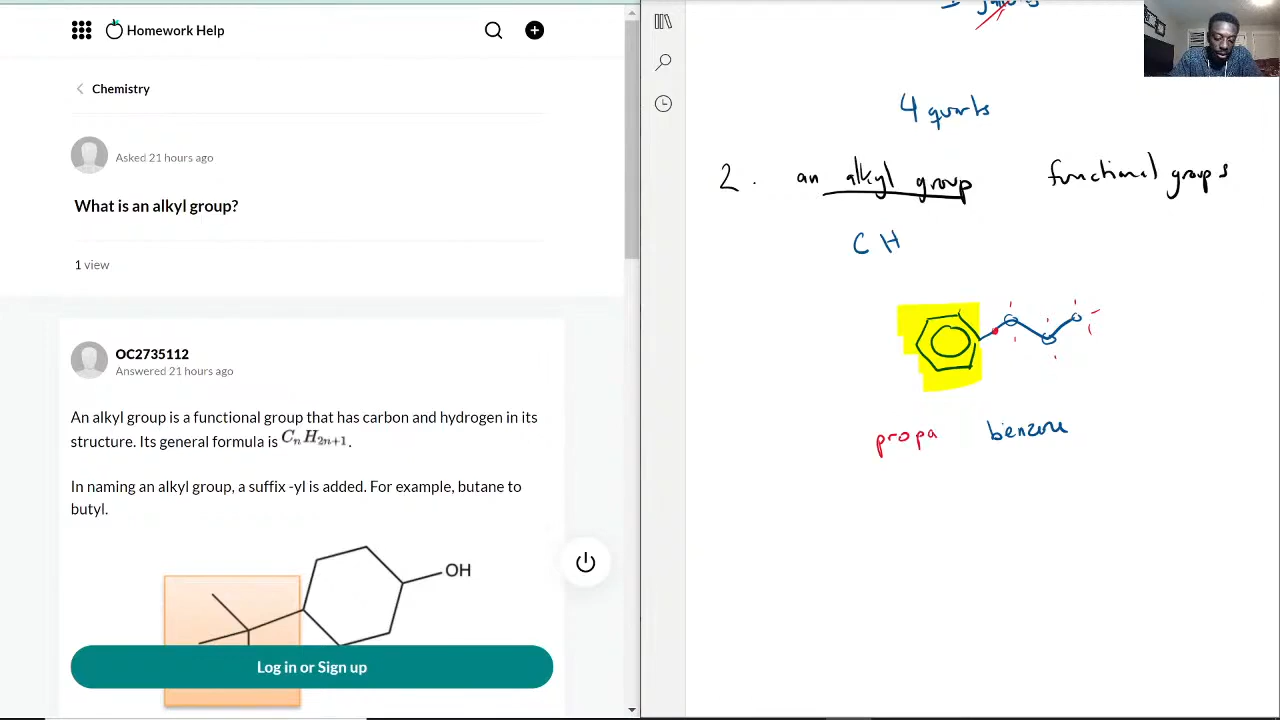 Homework Help
Chemistry
Asked 21 hours ago
What is an alkyl group?
1 view
OC2735112
Answered 21 hours ago
An alkyl group is a functional group that has carbon and hydrogen in its
structure. Its general formula is CₙH₂ₙ₊₁.
In naming an alkyl group, a suffix -yl is added. For example, butane to
butyl.
OH
Log in or Sign up
4 quarts
2. an alkyl group functional groups
C H
propa benzene